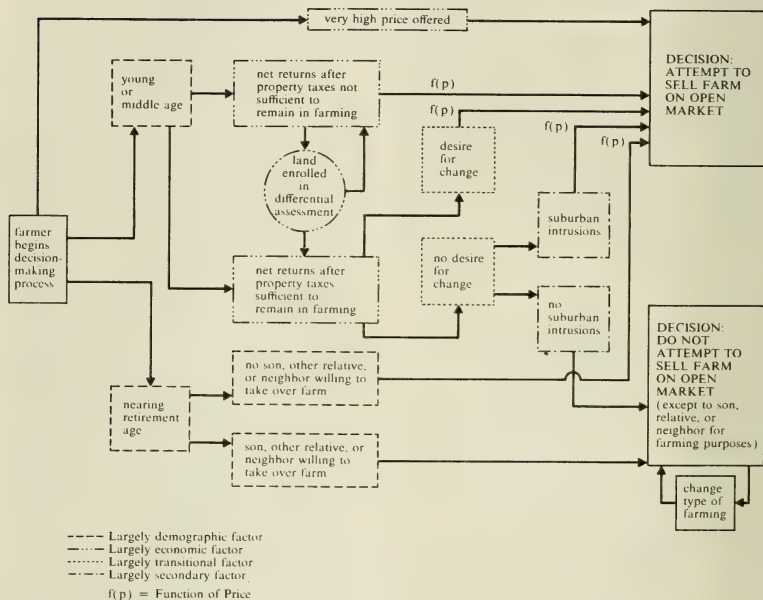 very high price offered
DECISION:
ATTEMPT TO
SELL FARM
ON OPEN
MARKET
young
or
middle age
net returns after
property taxes not
sufficient to
remain in farming
f(p)
f(p)
f(p)
f(p)
land
enrolled
in
differential
assessment
desire
for
change
farmer
begins
decision-
making
process
net returns after
property taxes
sufficient to
remain in farming
no desire
for
change
suburban
intrusions
no
suburban
intrusions
DECISION:
DO NOT
ATTEMPT TO
SELL FARM
ON OPEN
MARKET
(except to son,
relative, or
neighbor for
farming purposes)
nearing
retirement
age
no son, other relative,
or neighbor willing to
take over farm
son, other relative, or
neighbor willing to
take over farm
change
type of
farming
Largely demographic factor
Largely economic factor
Largely transitional factor
Largely secondary factor
f(p) = Function of Price